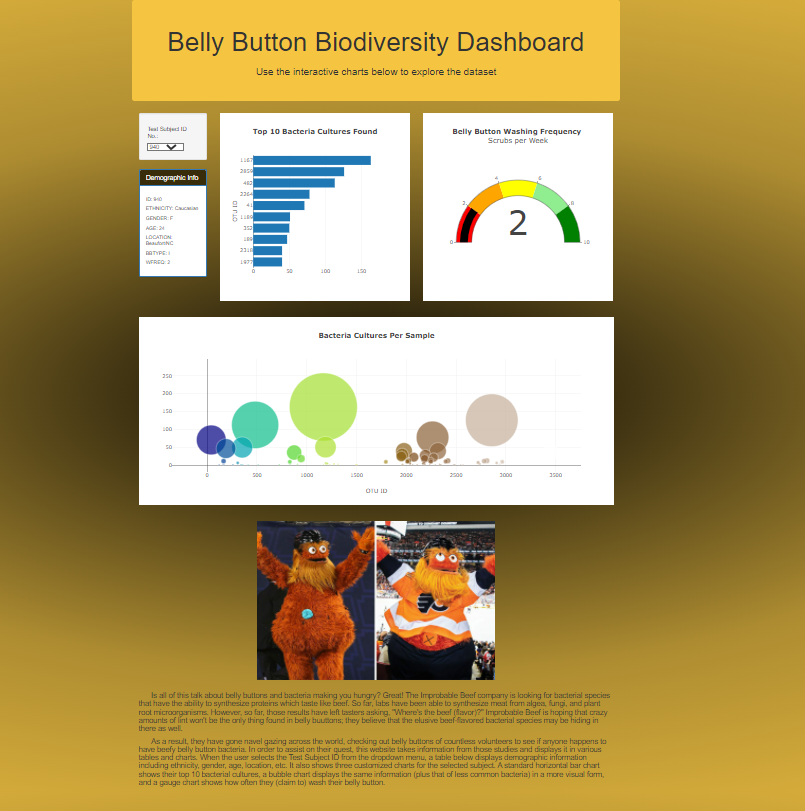 Belly Button Biodiversity Dashboard
Use the interactive charts below to explore the dataset
Test Subject ID
No.:
940
Demographic Info
ID: 940
ETHNICITY: Caucasian
GENDER: F
AGE: 24
LOCATION:
Beaufort/NC
BBTYPE: I
WFREQ: 2
Top 10 Bacteria Cultures Found
OTU ID
1167
2859
482
2264
41
1189
352
189
2318
1977
0 50 100 150
Belly Button Washing Frequency
Scrubs per Week
0 2 4 6 8 10
2
Bacteria Cultures Per Sample
250
200
150
100
50
0
0 500 1000 1500 2000 2500 3000 3500
OTU ID
Is all of this talk about belly buttons and bacteria making you hungry? Great! The Improbable Beef company is looking for bacterial species
that have the ability to synthesize proteins which taste like beef. So far, labs have been able to synthesize meat from algea, fungi, and plant
root microorganisms. However, so far, those results have left tasters asking, "Where's the beef (flavor)?" Improbable Beef is hoping that crazy
amounts of lint won't be the only thing found in belly buuttons; they believe that the elusive beef-flavored bacterial species may be hiding in
there as well.
As a result, they have gone navel gazing across the world, checking out belly buttons of countless volunteers to see if anyone happens to
have beefy belly button bacteria. In order to assist on their quest, this website takes information from those studies and displays it in various
tables and charts. When the user selects the Test Subject ID from the dropdown menu, a table below displays demographic information
including ethnicity, gender, age, location, etc. It also shows three customized charts for the selected subject. A standard horizontal bar chart
shows their top 10 bacterial cultures, a bubble chart displays the same information (plus that of less common bacteria) in a more visual form,
and a gauge chart shows how often they (claim to) wash their belly button.